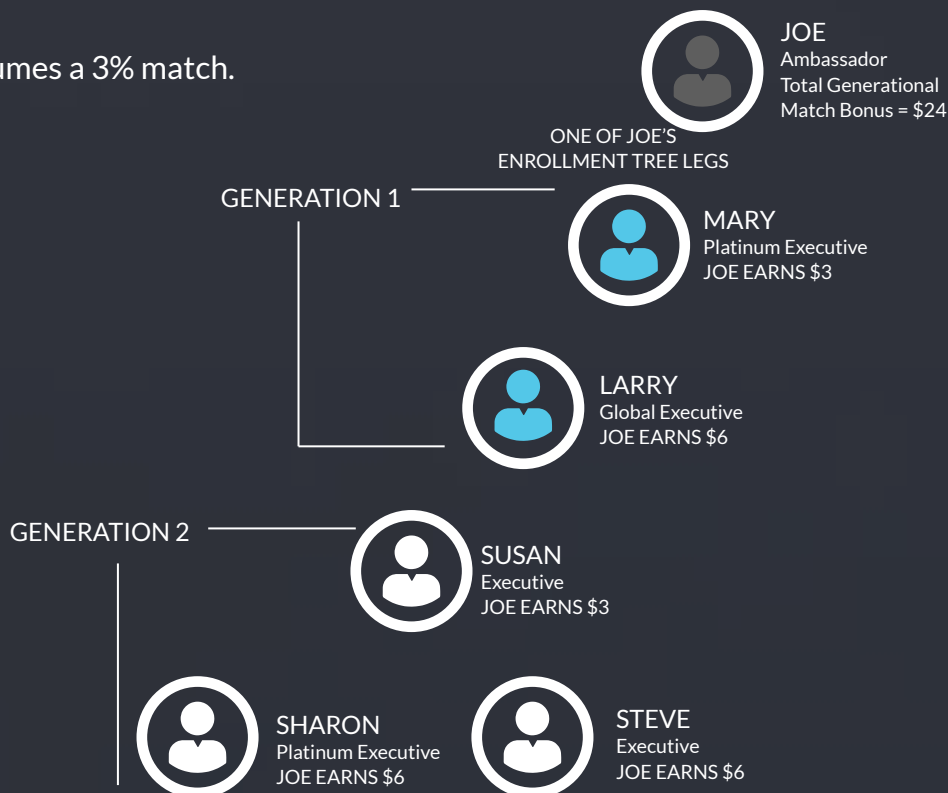 a 3% match.
JOE
Ambassador
Total Generational
Match Bonus = $24
ONE OF JOE'S
ENROLLMENT TREE LEGS
GENERATION 1
MARY
Platinum Executive
JOE EARNS $3
LARRY
Global Executive
JOE EARNS $6
GENERATION 2
SUSAN
Executive
JOE EARNS $3
SHARON
Platinum Executive
JOE EARNS $6
STEVE
Executive
JOE EARNS $6